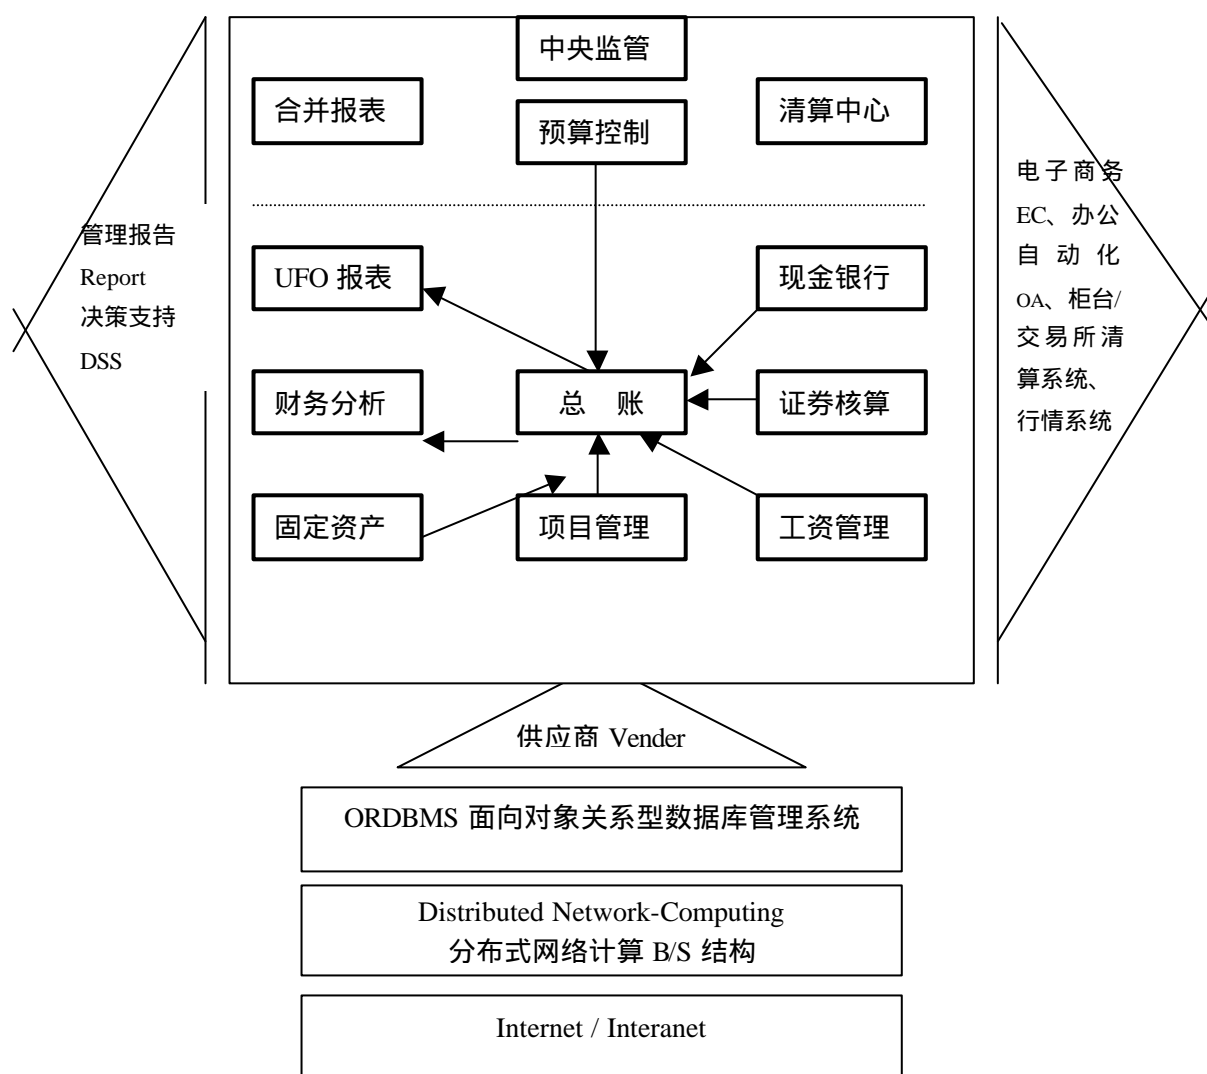 中央监管
合并报表
预算控制
清算中心
管理报告
Report
决策支持
DSS
UFO 报表
现金银行
财务分析
总 账
证券核算
固定资产
项目管理
工资管理
电子商务
EC、办公
自动化
OA、柜台/
交易所清
算系统、
行情系统
供应商 Vender
ORDBMS 面向对象关系型数据库管理系统
Distributed Network-Computing
分布式网络计算 B/S 结构
Internet / Interanet